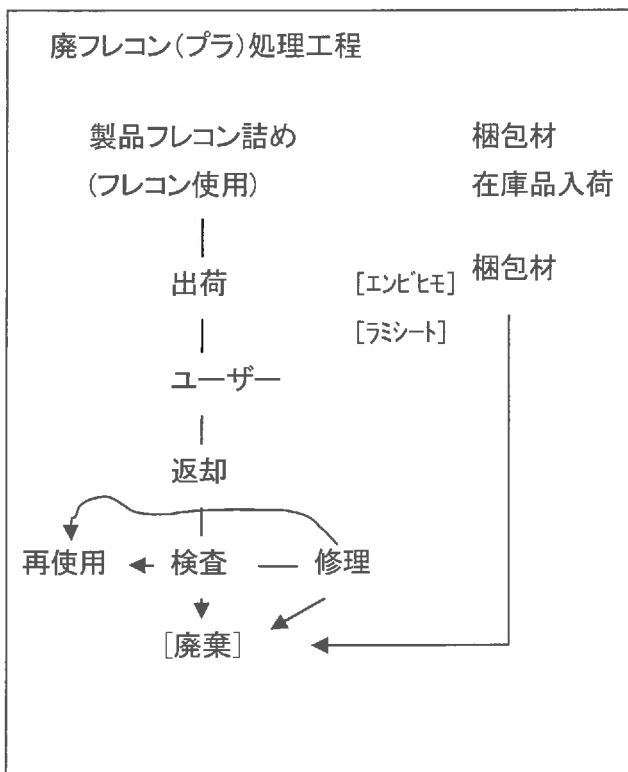 廃フレコン(プラ)処理工程
製品フレコン詰め
(フレコン使用)
梱包材
在庫品入荷
出荷
[エンビヒモ]
梱包材
[ラミシート]
ユーザー
返却
再使用
検査
修理
[廃棄]